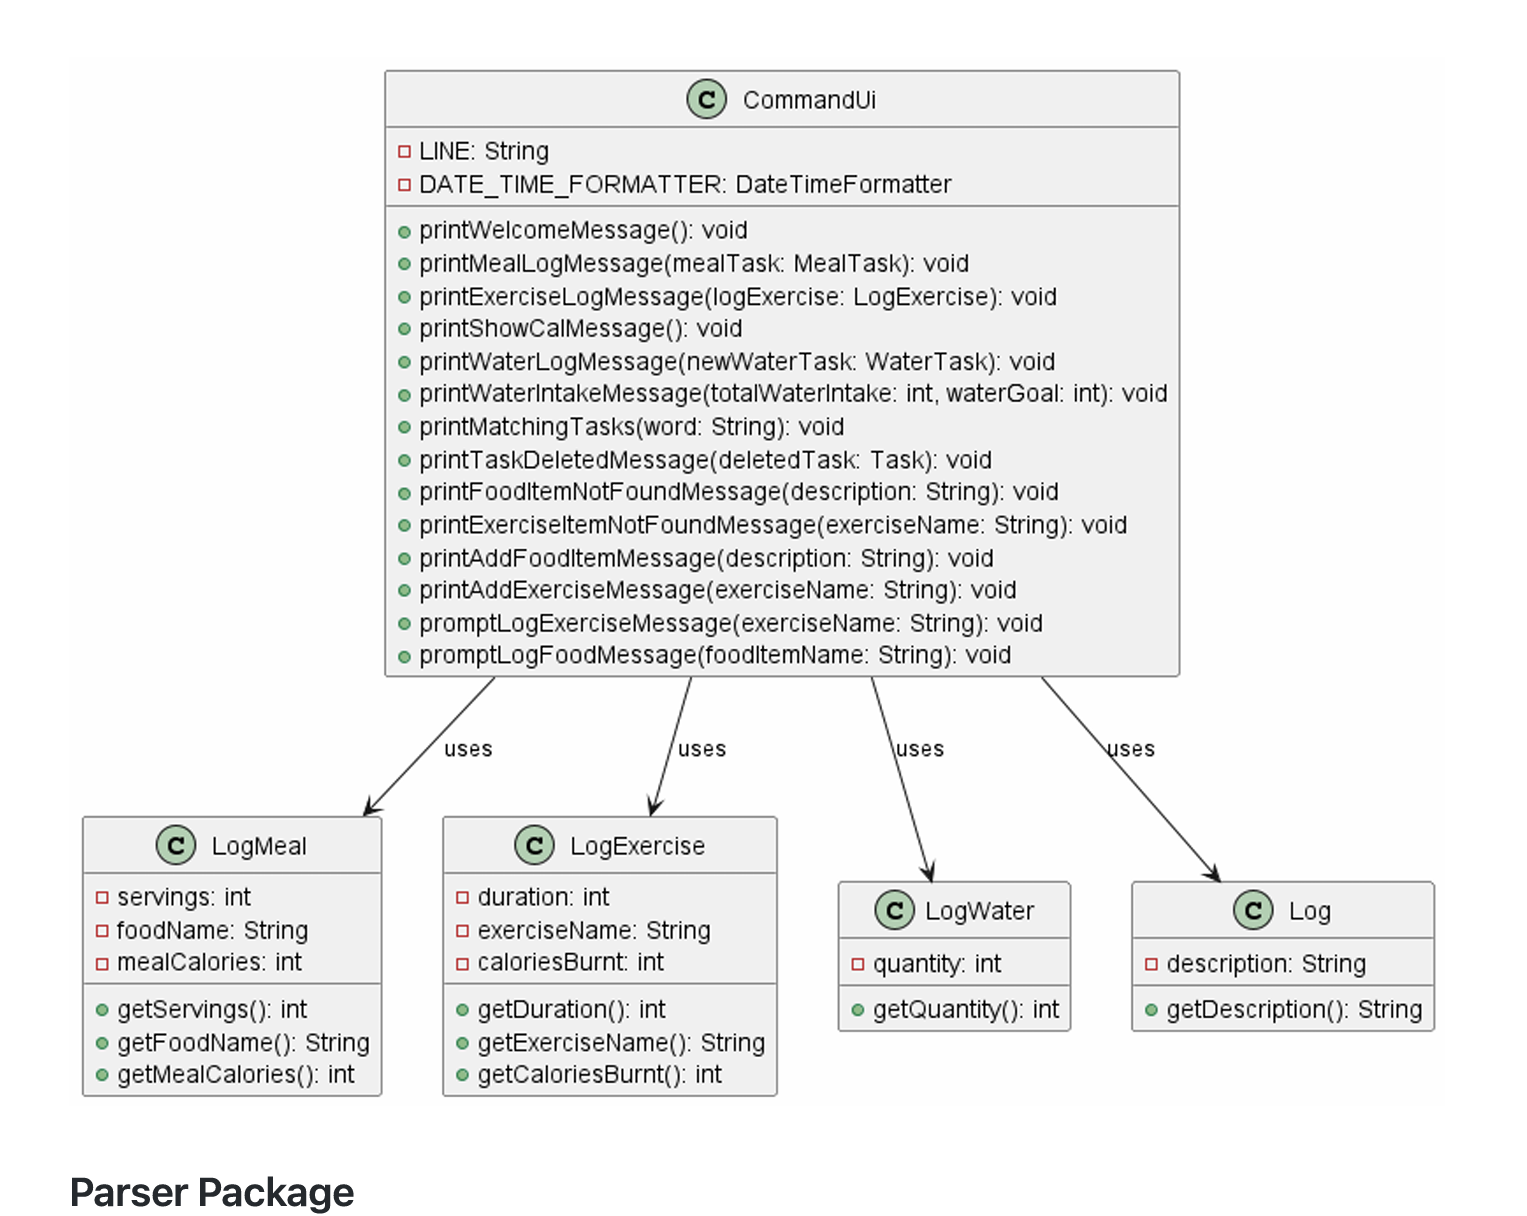 C CommandUi
LINE: String
DATE_TIME_FORMATTER: DateTimeFormatter
printWelcomeMessage(): void
printMealLogMessage(mealTask: MealTask): void
printExerciseLogMessage(logExercise: LogExercise): void
printShowCalMessage(): void
printWaterLogMessage(newWaterTask: WaterTask): void
printWaterIntakeMessage(totalWaterIntake: int, waterGoal: int): void
printMatchingTasks(word: String): void
printTaskDeletedMessage(deletedTask: Task): void
printFoodItemNotFoundMessage(description: String): void
printExerciseItemNotFoundMessage(exerciseName: String): void
printAddFoodItemMessage(description: String): void
printAddExerciseMessage(exerciseName: String): void
promptLogExerciseMessage(exerciseName: String): void
promptLogFoodMessage(foodItemName: String): void
uses
uses
uses
uses
C LogMeal
servings: int
foodName: String
mealCalories: int
getServings(): int
getFoodName(): String
getMealCalories(): int
C LogExercise
duration: int
exerciseName: String
caloriesBurnt: int
getDuration(): int
getExerciseName(): String
getCaloriesBurnt(): int
C LogWater
quantity: int
getQuantity(): int
C Log
description: String
getDescription(): String
Parser Package